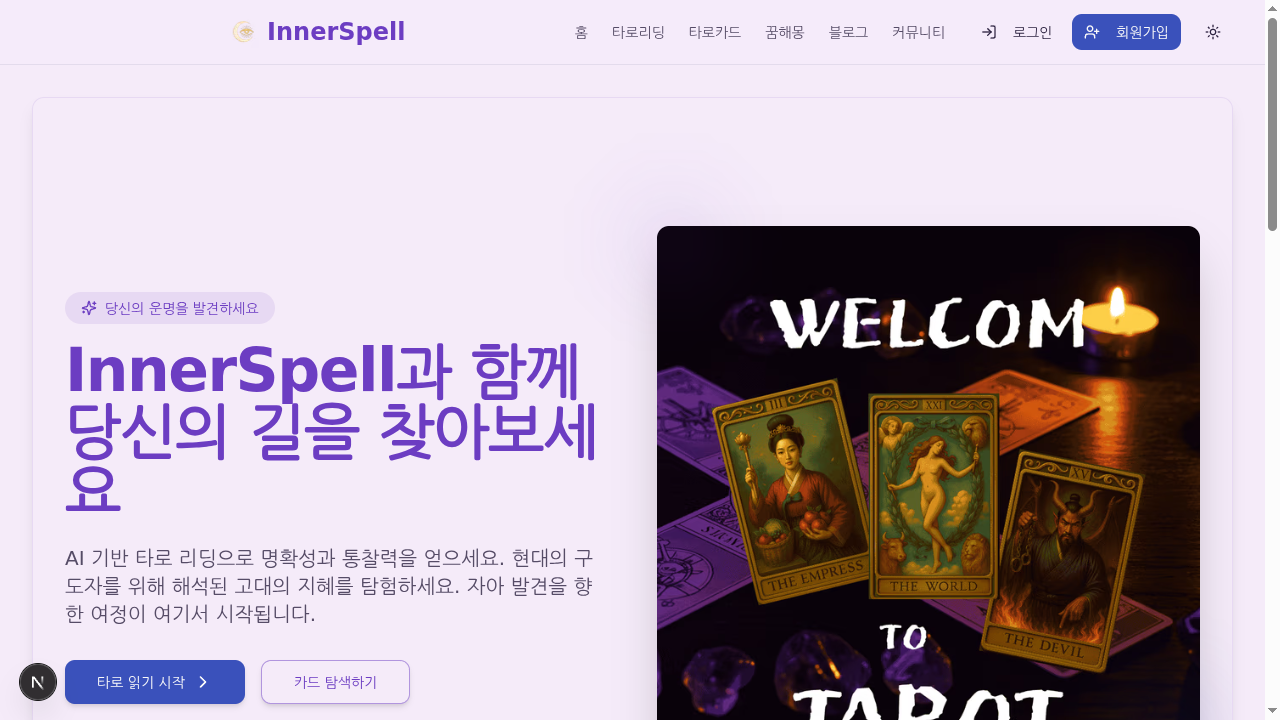 InnerSpell
홈 타로리딩 타로카드 꿈해몽 블로그 커뮤니티 로그인 회원가입
당신의 운명을 발견하세요
InnerSpell과 함께
당신의 길을 찾아보세
요
AI 기반 타로 리딩으로 명확성과 통찰력을 얻으세요. 현대의 구
도자를 위해 해석된 고대의 지혜를 탐험하세요. 자아 발견을 향
한 여정이 여기서 시작됩니다.
타로 읽기 시작
카드 탐색하기
N
WELCOM
III
THE EMPRESS
XXI
THE WORLD
XV
THE DEVIL
TO
TAROT